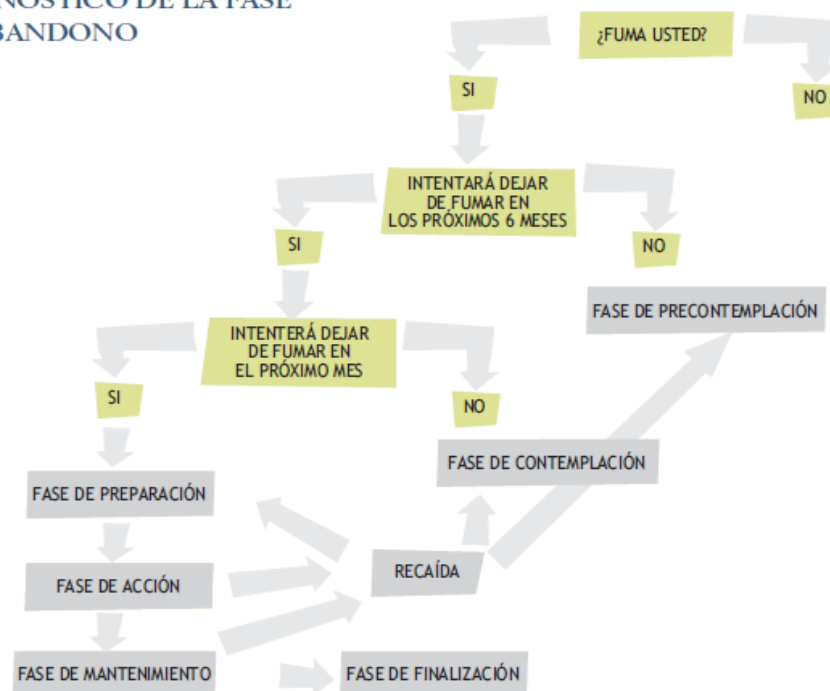 NÓSTICO DE LA FASE
BANDONO
¿FUMA USTED?
SI
NO
INTENTARÁ DEJAR
DE FUMAR EN
LOS PRÓXIMOS 6 MESES
SI
NO
FASE DE PRECONTEMPLACIÓN
INTENTERÁ DEJAR
DE FUMAR EN
EL PRÓXIMO MES
SI
NO
FASE DE CONTEMPLACIÓN
FASE DE PREPARACIÓN
RECAÍDA
FASE DE ACCIÓN
FASE DE MANTENIMIENTO
FASE DE FINALIZACIÓN